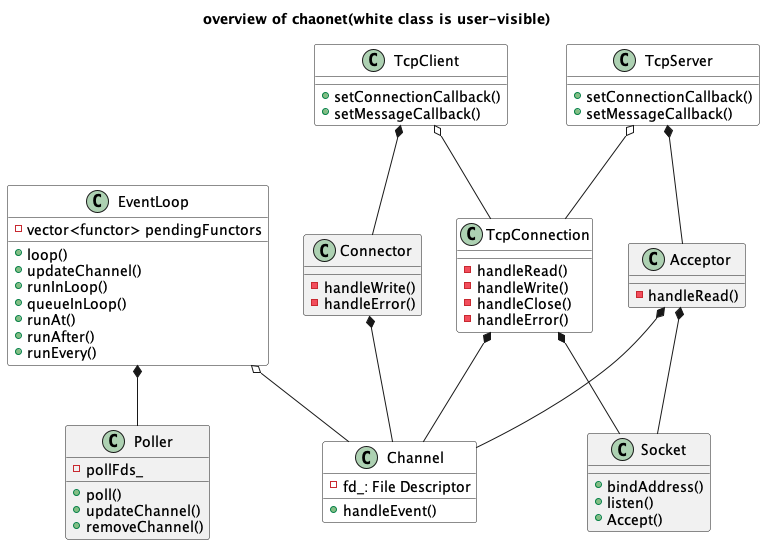 overview of chaonet(white class is user-visible)
C TcpClient
setConnectionCallback()
setMessageCallback()
C TcpServer
setConnectionCallback()
setMessageCallback()
C EventLoop
vector<functor> pendingFunctors
loop()
updateChannel()
runInLoop()
queueInLoop()
runAt()
runAfter()
runEvery()
C Connector
handleWrite()
handleError()
C TcpConnection
handleRead()
handleWrite()
handleClose()
handleError()
C Acceptor
handleRead()
C Poller
pollFds_
poll()
updateChannel()
removeChannel()
C Channel
fd_: File Descriptor
handleEvent()
C Socket
bindAddress()
listen()
Accept()